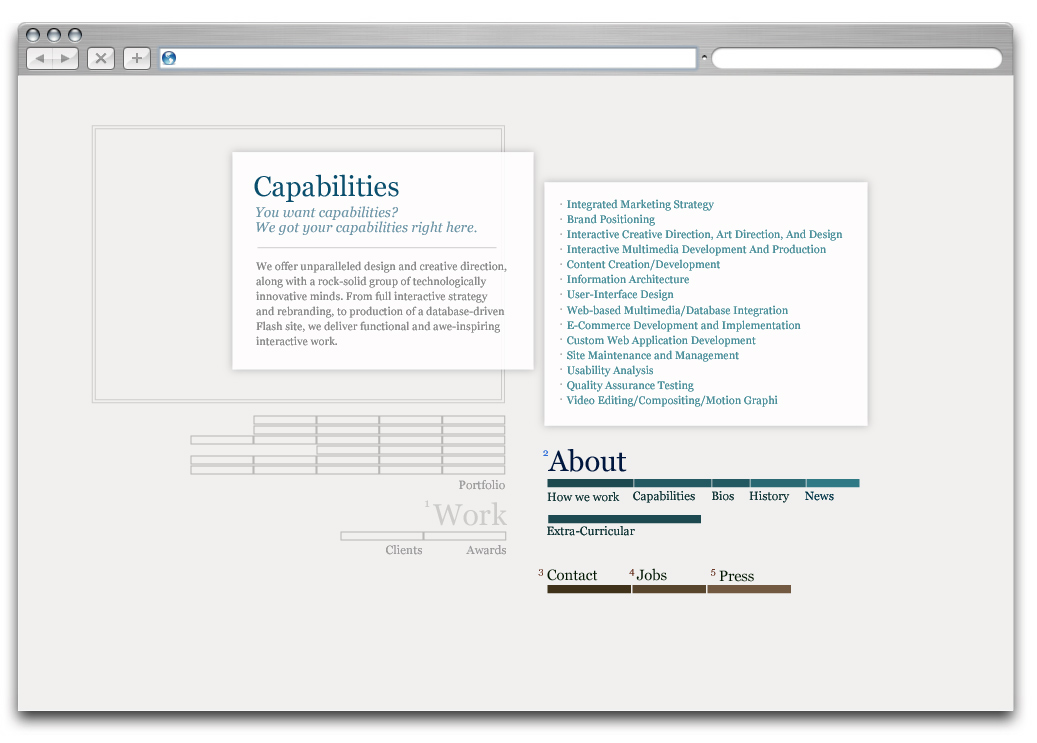 Capabilities
You want capabilities?
We got your capabilities right here.
We offer unparalleled design and creative direction,
along with a rock-solid group of technologically
innovative minds. From full interactive strategy
and rebranding, to production of a database-driven
Flash site, we deliver functional and awe-inspiring
interactive work.
· Integrated Marketing Strategy
· Brand Positioning
· Interactive Creative Direction, Art Direction, And Design
· Interactive Multimedia Development And Production
· Content Creation/Development
· Information Architecture
· User-Interface Design
· Web-based Multimedia/Database Integration
· E-Commerce Development and Implementation
· Custom Web Application Development
· Site Maintenance and Management
· Usability Analysis
· Quality Assurance Testing
· Video Editing/Compositing/Motion Graphi
Portfolio
1 Work
Clients Awards
2 About
How we work Capabilities Bios History News
Extra-Curricular
3 Contact 4 Jobs 5 Press